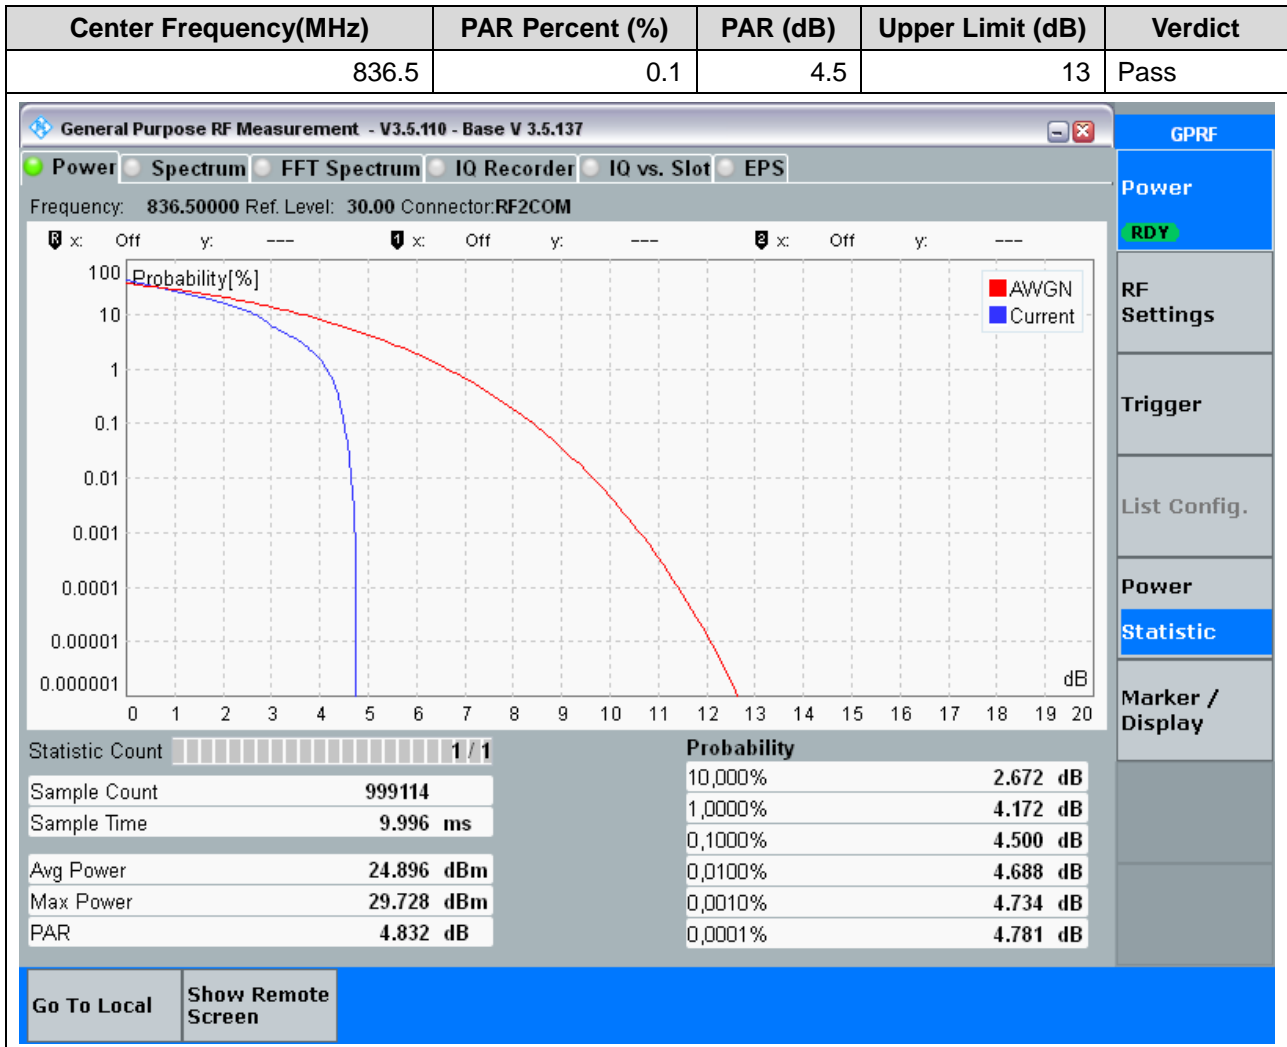 Center Frequency(MHz) PAR Percent (%) PAR (dB) Upper Limit (dB) Verdict
836.5 0.1 4.5 13 Pass
General Purpose RF Measurement - V3.5.110 - Base V 3.5.137
GPRF
Power Spectrum FFT Spectrum IQ Recorder IQ vs. Slot EPS
Power
RDY
Frequency: 836.50000 Ref. Level: 30.00 Connector:RF2COM
R x: Off y: --- 1 x: Off y: --- 2 x: Off y: ---
Probability[%]
AWGN
Current
100
10
1
0.1
0.01
0.001
0.0001
0.00001
0.000001
dB
0 1 2 3 4 5 6 7 8 9 10 11 12 13 14 15 16 17 18 19 20
RF
Settings
Trigger
List Config.
Power
Statistic
Marker /
Display
Statistic Count 1 / 1
Sample Count 999114
Sample Time 9.996 ms
Avg Power 24.896 dBm
Max Power 29.728 dBm
PAR 4.832 dB
Probability
10,000% 2.672 dB
1,0000% 4.172 dB
0,1000% 4.500 dB
0,0100% 4.688 dB
0,0010% 4.734 dB
0,0001% 4.781 dB
Go To Local
Show Remote
Screen